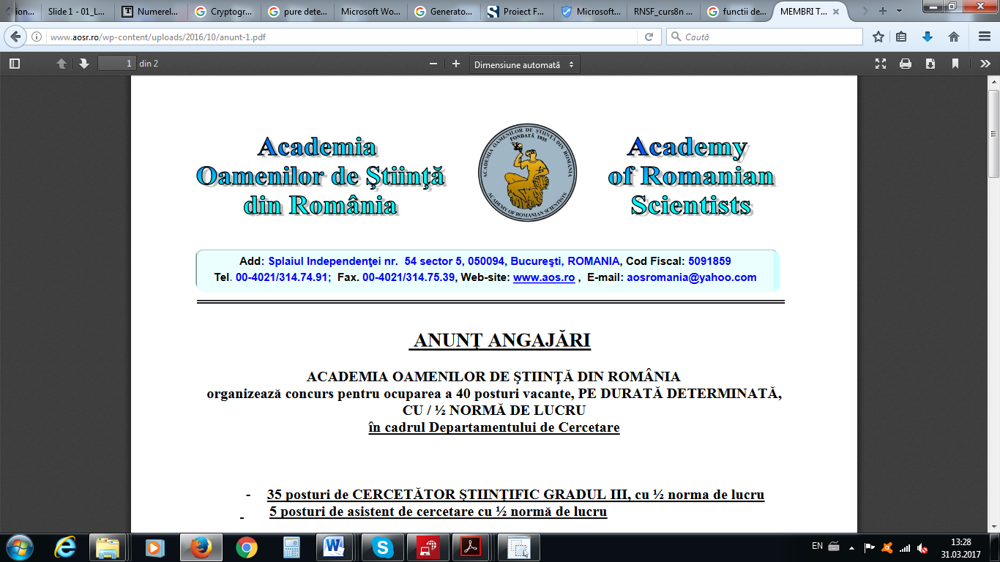 ion...
Slide 1 - 01_L...
Numerel...
Cryptogr...
pure dete...
Microsoft Wo...
Generato...
Proiect F...
Microsoft...
RNSF_curs8n ...
functii de...
MEMBRI T...
www.aosr.ro/wp-content/uploads/2016/10/anunt-1.pdf
Caută
1 din 2
Dimensiune automată
Academia
Oamenilor de Ştiinţă
din România
ACADEMIA OAMENILOR DE ŞTIINŢĂ DIN ROMÂNIA
FONDATĂ 1935
ACADEMY OF ROMANIAN SCIENTISTS
Academy
of Romanian
Scientists
Add: Splaiul Independenţei nr. 54 sector 5, 050094, Bucureşti, ROMANIA, Cod Fiscal: 5091859
Tel. 00-4021/314.74.91; Fax. 00-4021/314.75.39, Web-site: www.aos.ro , E-mail: aosromania@yahoo.com
ANUNŢ ANGAJĂRI
ACADEMIA OAMENILOR DE ŞTIINŢĂ DIN ROMÂNIA
organizează concurs pentru ocuparea a 40 posturi vacante, PE DURATĂ DETERMINATĂ,
CU / ½ NORMĂ DE LUCRU
în cadrul Departamentului de Cercetare
- 35 posturi de CERCETĂTOR ŞTIINŢIFIC GRADUL III, cu ½ norma de lucru
- 5 posturi de asistent de cercetare cu ½ normă de lucru
EN
13:28
31.03.2017